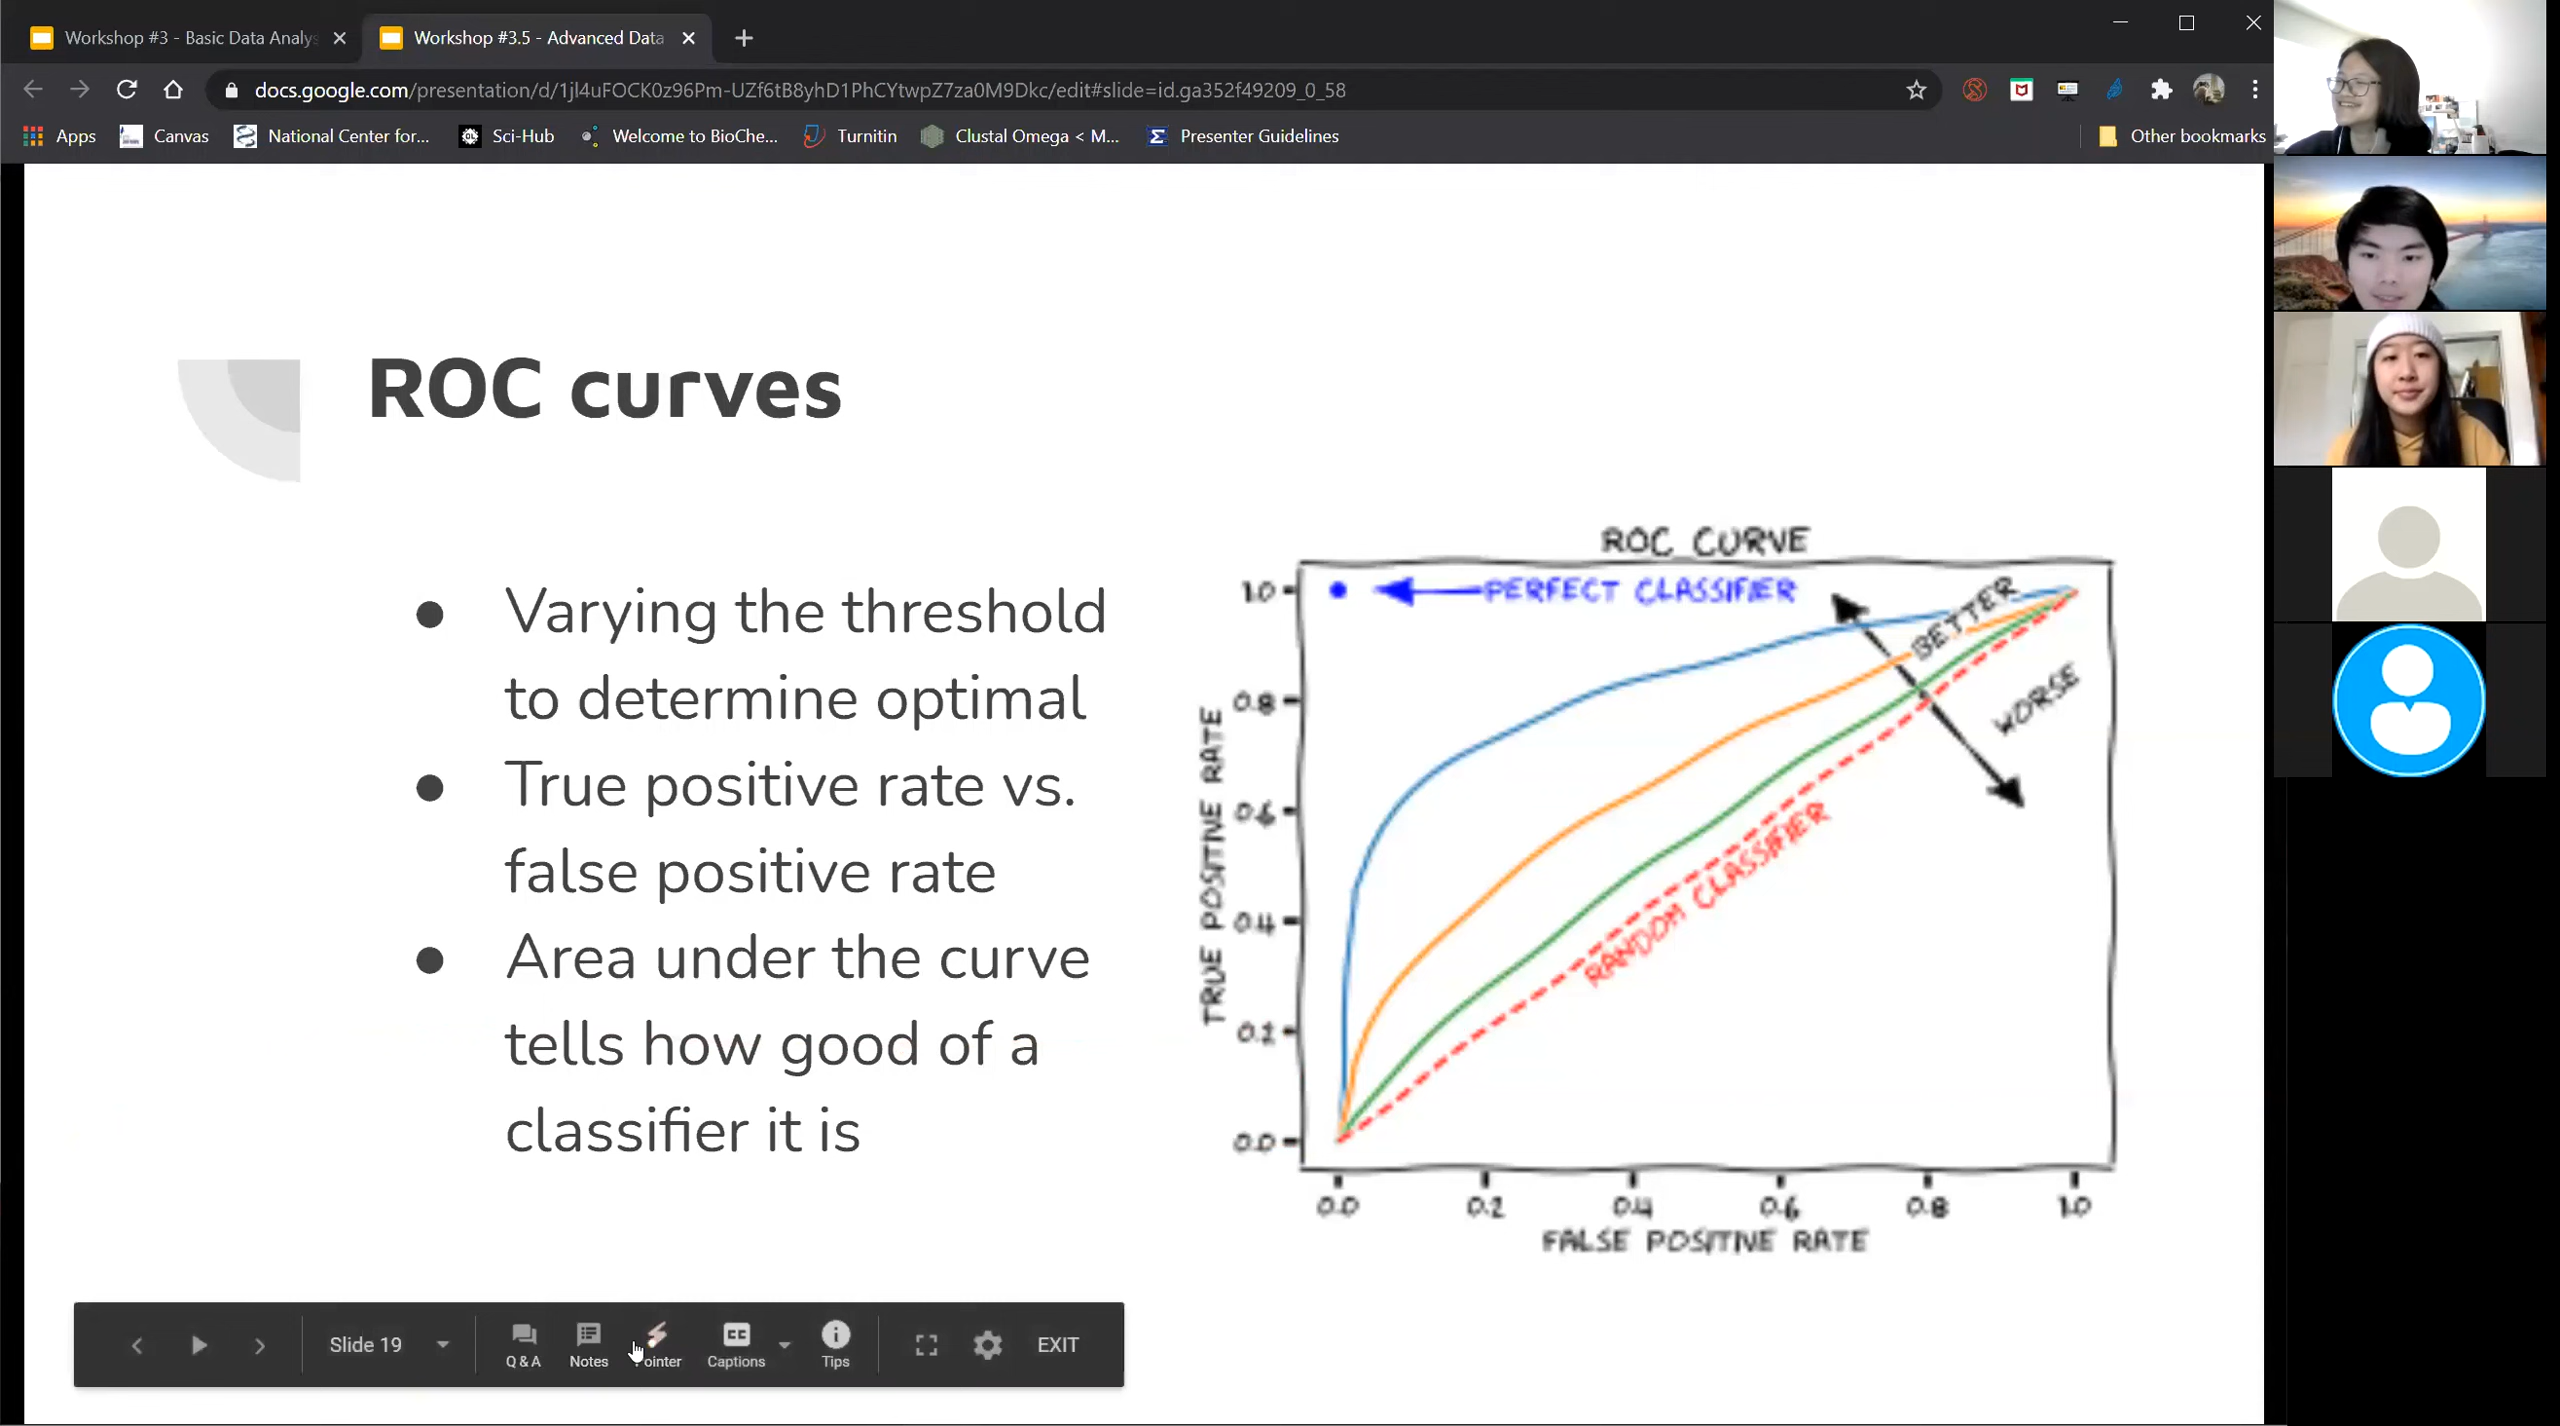 Workshop #3 - Basic Data Analys
Workshop #3.5 - Advanced Data
docs.google.com/presentation/d/1jl4uFOCK0z96Pm-UZf6tB8yhD1PhCYtwpZ7za0M9Dkc/edit#slide=id.ga352f49209_0_58
Apps Canvas National Center for... Sci-Hub Welcome to BioChe... Turnitin Clustal Omega < M... Presenter Guidelines Other bookmarks
ROC curves
● Varying the threshold
to determine optimal
● True positive rate vs.
false positive rate
● Area under the curve
tells how good of a
classifier it is
ROC CURVE
PERFECT CLASSIFIER
BETTER
WORSE
RANDOM CLASSIFIER
TRUE POSITIVE RATE
1.0
0.8
0.6
0.4
0.2
0.0
0.0 0.2 0.4 0.6 0.8 1.0
FALSE POSITIVE RATE
Slide 19
Q & A
Notes
ointer
CC
Captions
Tips
EXIT